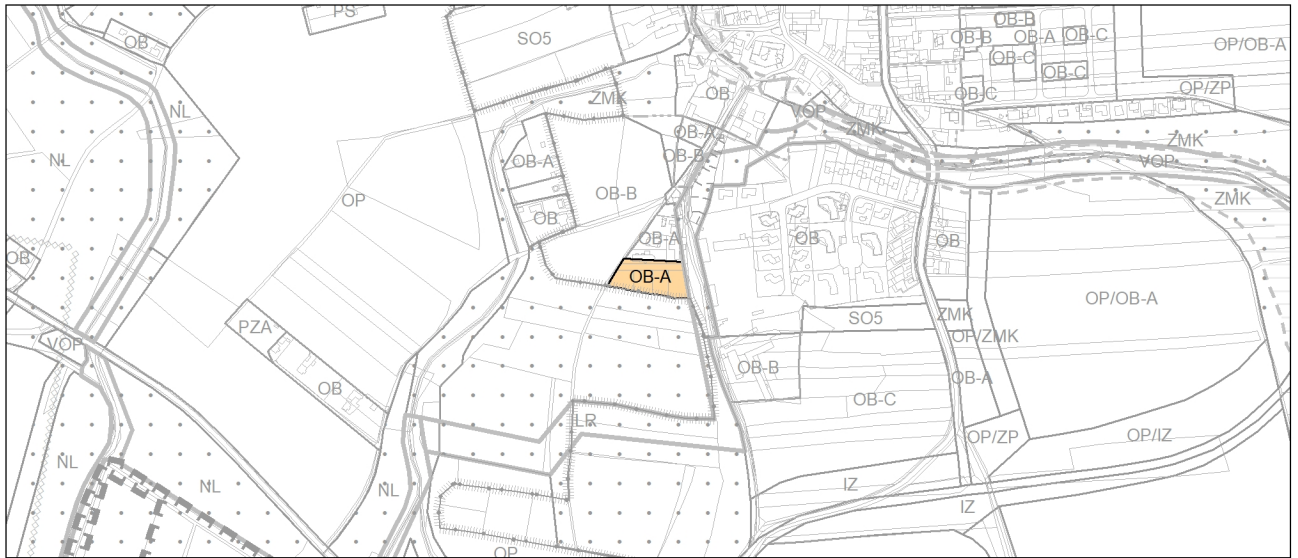 PS
OB
SO5
OB-B
OB-B
OB-A
OB-C
OP/OB-A
OB-C
OB-C
OP/ZP
OB-C
NL
ZMK
OB
VOP
ZMK
OB-A
ZMK
NL
OB-A
OB-B
VOP
OP
OB-B
ZMK
OB
OB-A
OB
OB
OB
OB-A
OP/OB-A
SO5
ZMK
PZA
VOP
OP/ZMK
OB-B
OB-A
OB
OB-C
LR
OP/ZP
OP/IZ
NL
NL
NL
IZ
IZ
OP